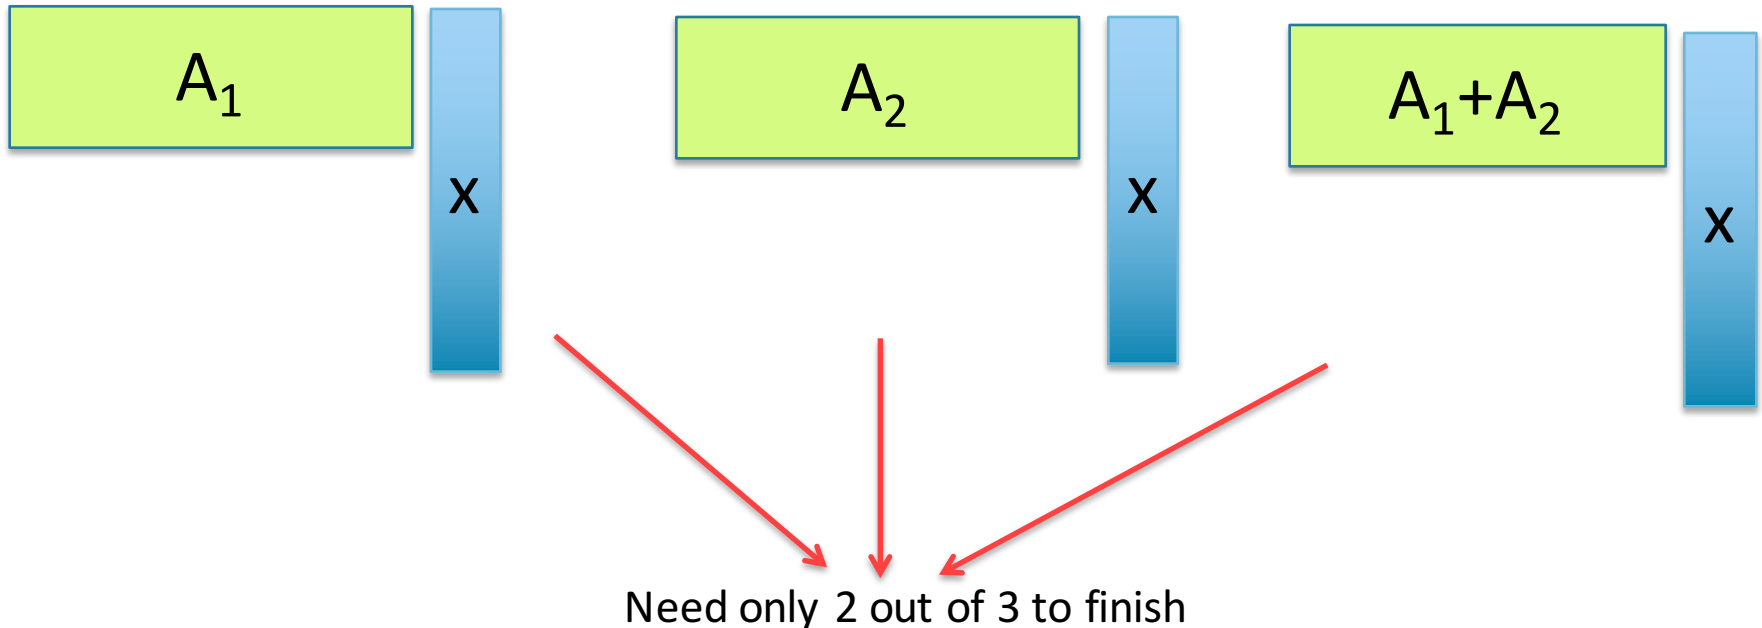 A₁
x
A₂
x
A₁+A₂
x
Need only 2 out of 3 to finish